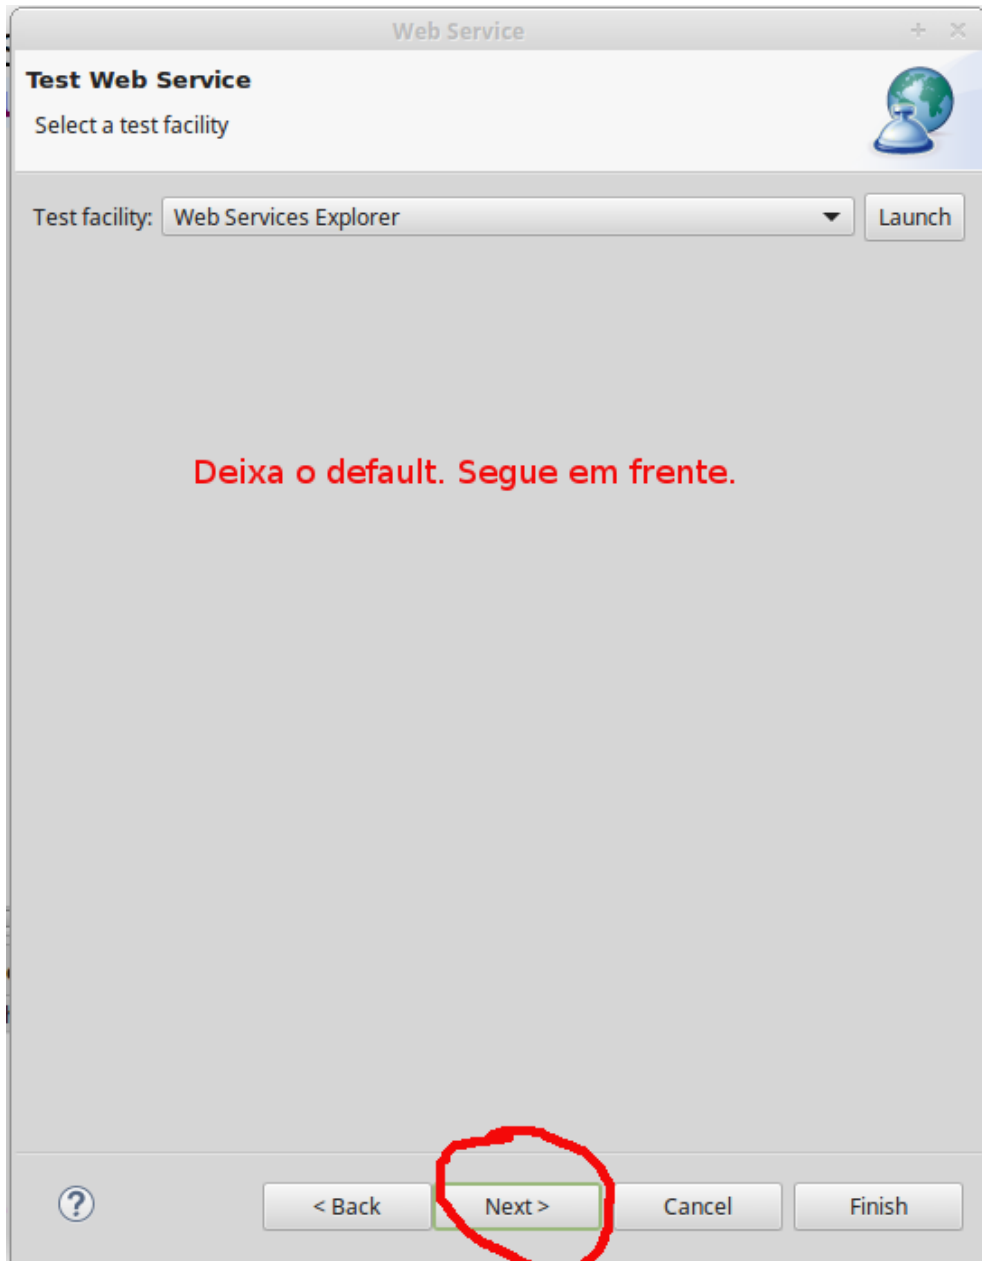 Web Service
Test Web Service
Select a test facility
Test facility: Web Services Explorer Launch
Deixa o default. Segue em frente.
< Back Next > Cancel Finish